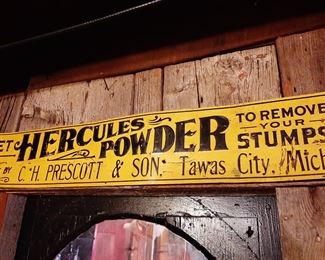 ET HERCULES POWDER
TO REMOVE
YOUR
STUMPS
BY C. H. PRESCOTT & SON. - Tawas City, Mich